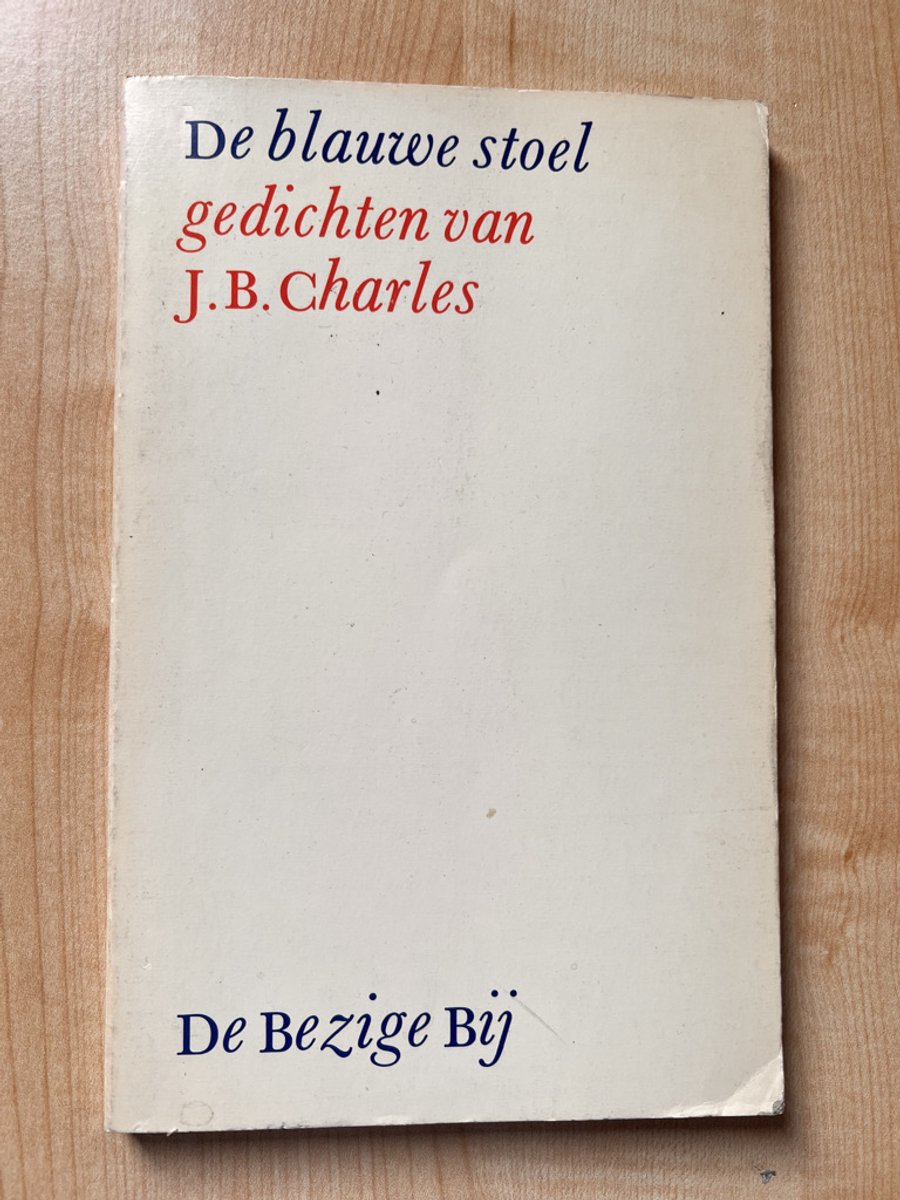 De blauwe stoel
gedichten van
J.B. Charles
De Bezige Bij